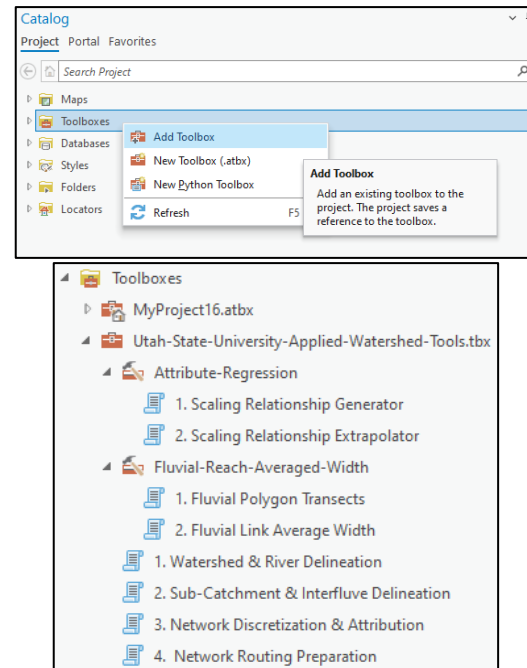 Catalog
Project Portal Favorites
Search Project
Maps
Toolboxes
Databases
Styles
Folders
Locators
Add Toolbox
New Toolbox (.atbx)
New Python Toolbox
Refresh F5
Add Toolbox
Add an existing toolbox to the
project. The project saves a
reference to the toolbox.
Toolboxes
MyProject16.atbx
Utah-State-University-Applied-Watershed-Tools.tbx
Attribute-Regression
1. Scaling Relationship Generator
2. Scaling Relationship Extrapolator
Fluvial-Reach-Averaged-Width
1. Fluvial Polygon Transects
2. Fluvial Link Average Width
1. Watershed & River Delineation
2. Sub-Catchment & Interfluve Delineation
3. Network Discretization & Attribution
4. Network Routing Preparation